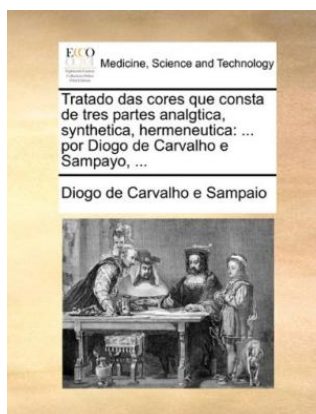 ECCO
Medicine, Science and Technology
Tratado das cores que consta
de tres partes analgtica,
synthetica, hermeneutica: ...
por Diogo de Carvalho e
Sampayo, ...
Diogo de Carvalho e Sampaio